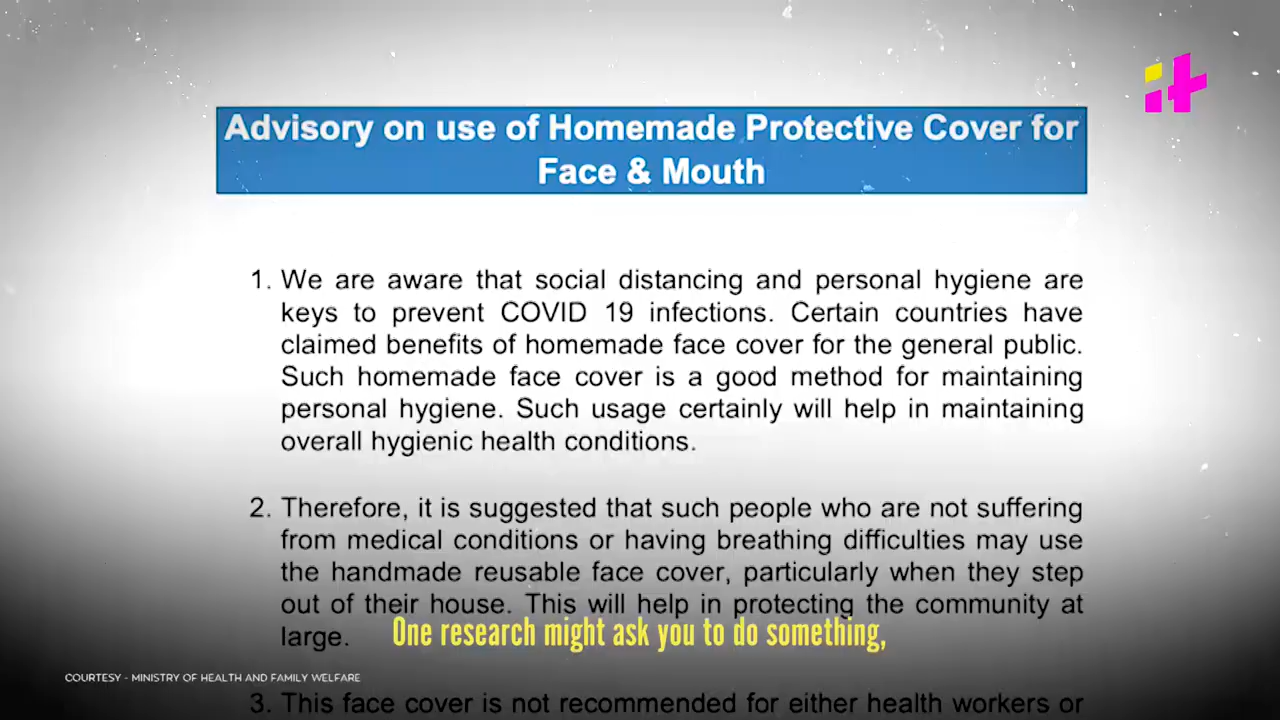 Advisory on use of Homemade Protective Cover for
Face & Mouth
1. We are aware that social distancing and personal hygiene are
keys to prevent COVID 19 infections. Certain countries have
claimed benefits of homemade face cover for the general public.
Such homemade face cover is a good method for maintaining
personal hygiene. Such usage certainly will help in maintaining
overall hygienic health conditions.
2. Therefore, it is suggested that such people who are not suffering
from medical conditions or having breathing difficulties may use
the handmade reusable face cover, particularly when they step
out of their house. This will help in protecting the community at
large.
One research might ask you to do something,
COURTESY - MINISTRY OF HEALTH AND FAMILY WELFARE
3. This face cover is not recommended for either health workers or